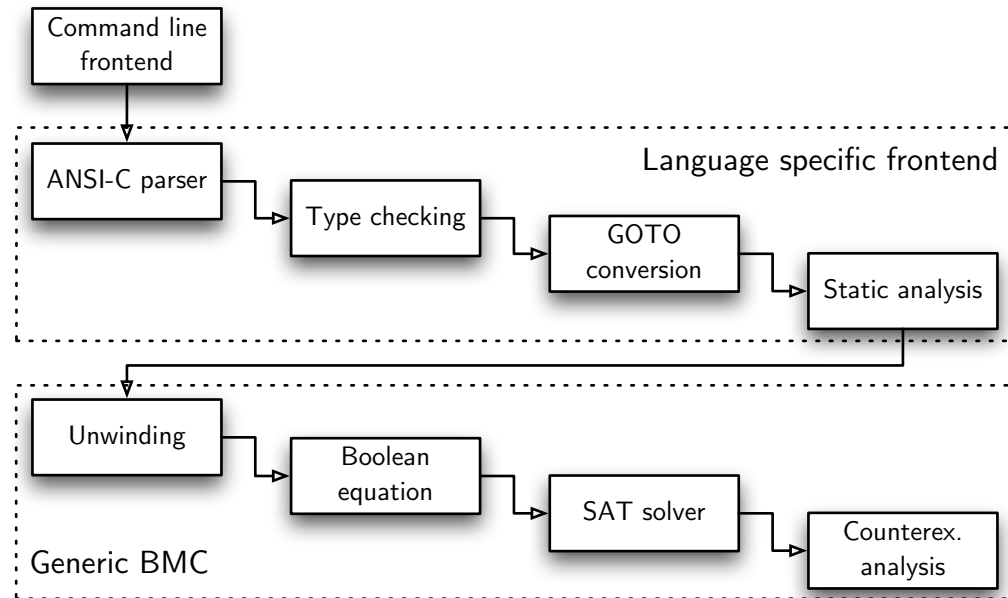 Command line
frontend
Language specific frontend
ANSI-C parser
Type checking
GOTO
conversion
Static analysis
Unwinding
Boolean
equation
SAT solver
Counterex.
analysis
Generic BMC